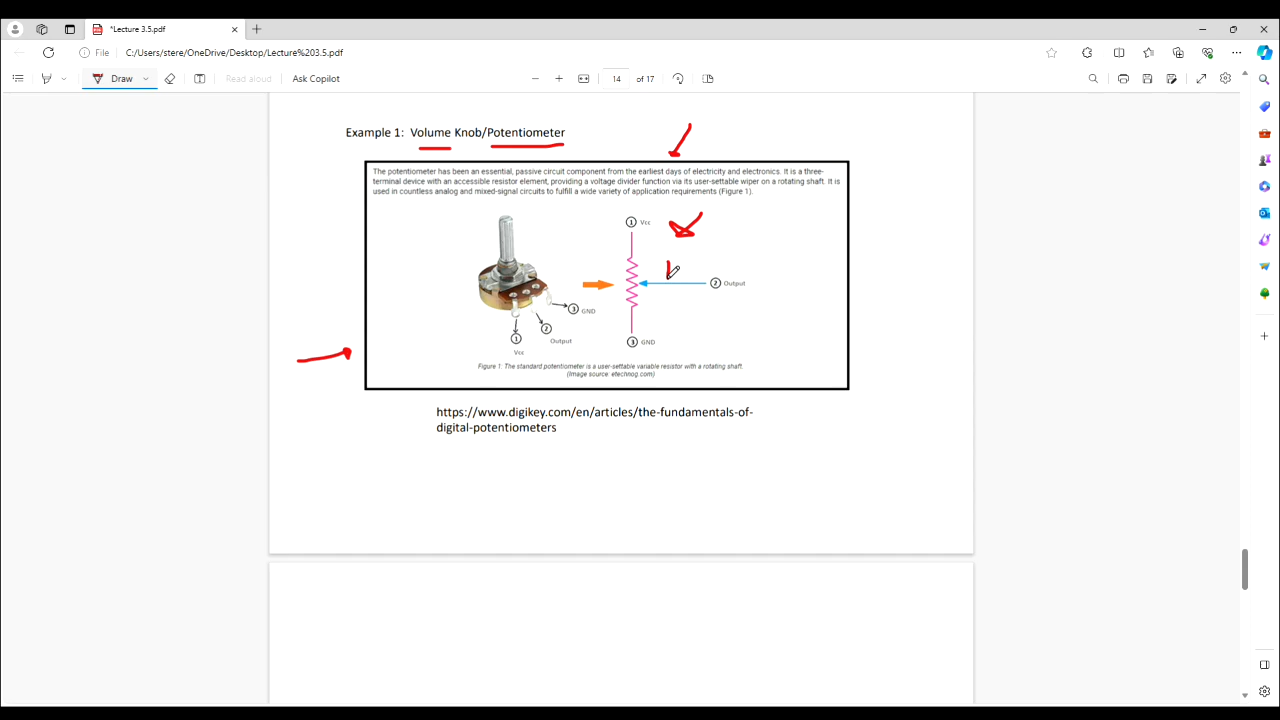 *Lecture 3.5.pdf
File C:/Users/stere/OneDrive/Desktop/Lecture%203.5.pdf
Draw Read aloud Ask Copilot 14 of 17
Example 1: Volume Knob/Potentiometer
The potentiometer has been an essential, passive circuit component from the earliest days of electricity and electronics. It is a three-
terminal device with an accessible resistor element, providing a voltage divider function via its user-settable wiper on a rotating shaft. It is
used in countless analog and mixed-signal circuits to fulfill a wide variety of application requirements (Figure 1).
1 Vcc
2 Output
3 GND
1 Vcc
2 Output
3 GND
Figure 1: The standard potentiometer is a user-settable variable resistor with a rotating shaft.
(Image source: etechnog.com)
https://www.digikey.com/en/articles/the-fundamentals-of-
digital-potentiometers